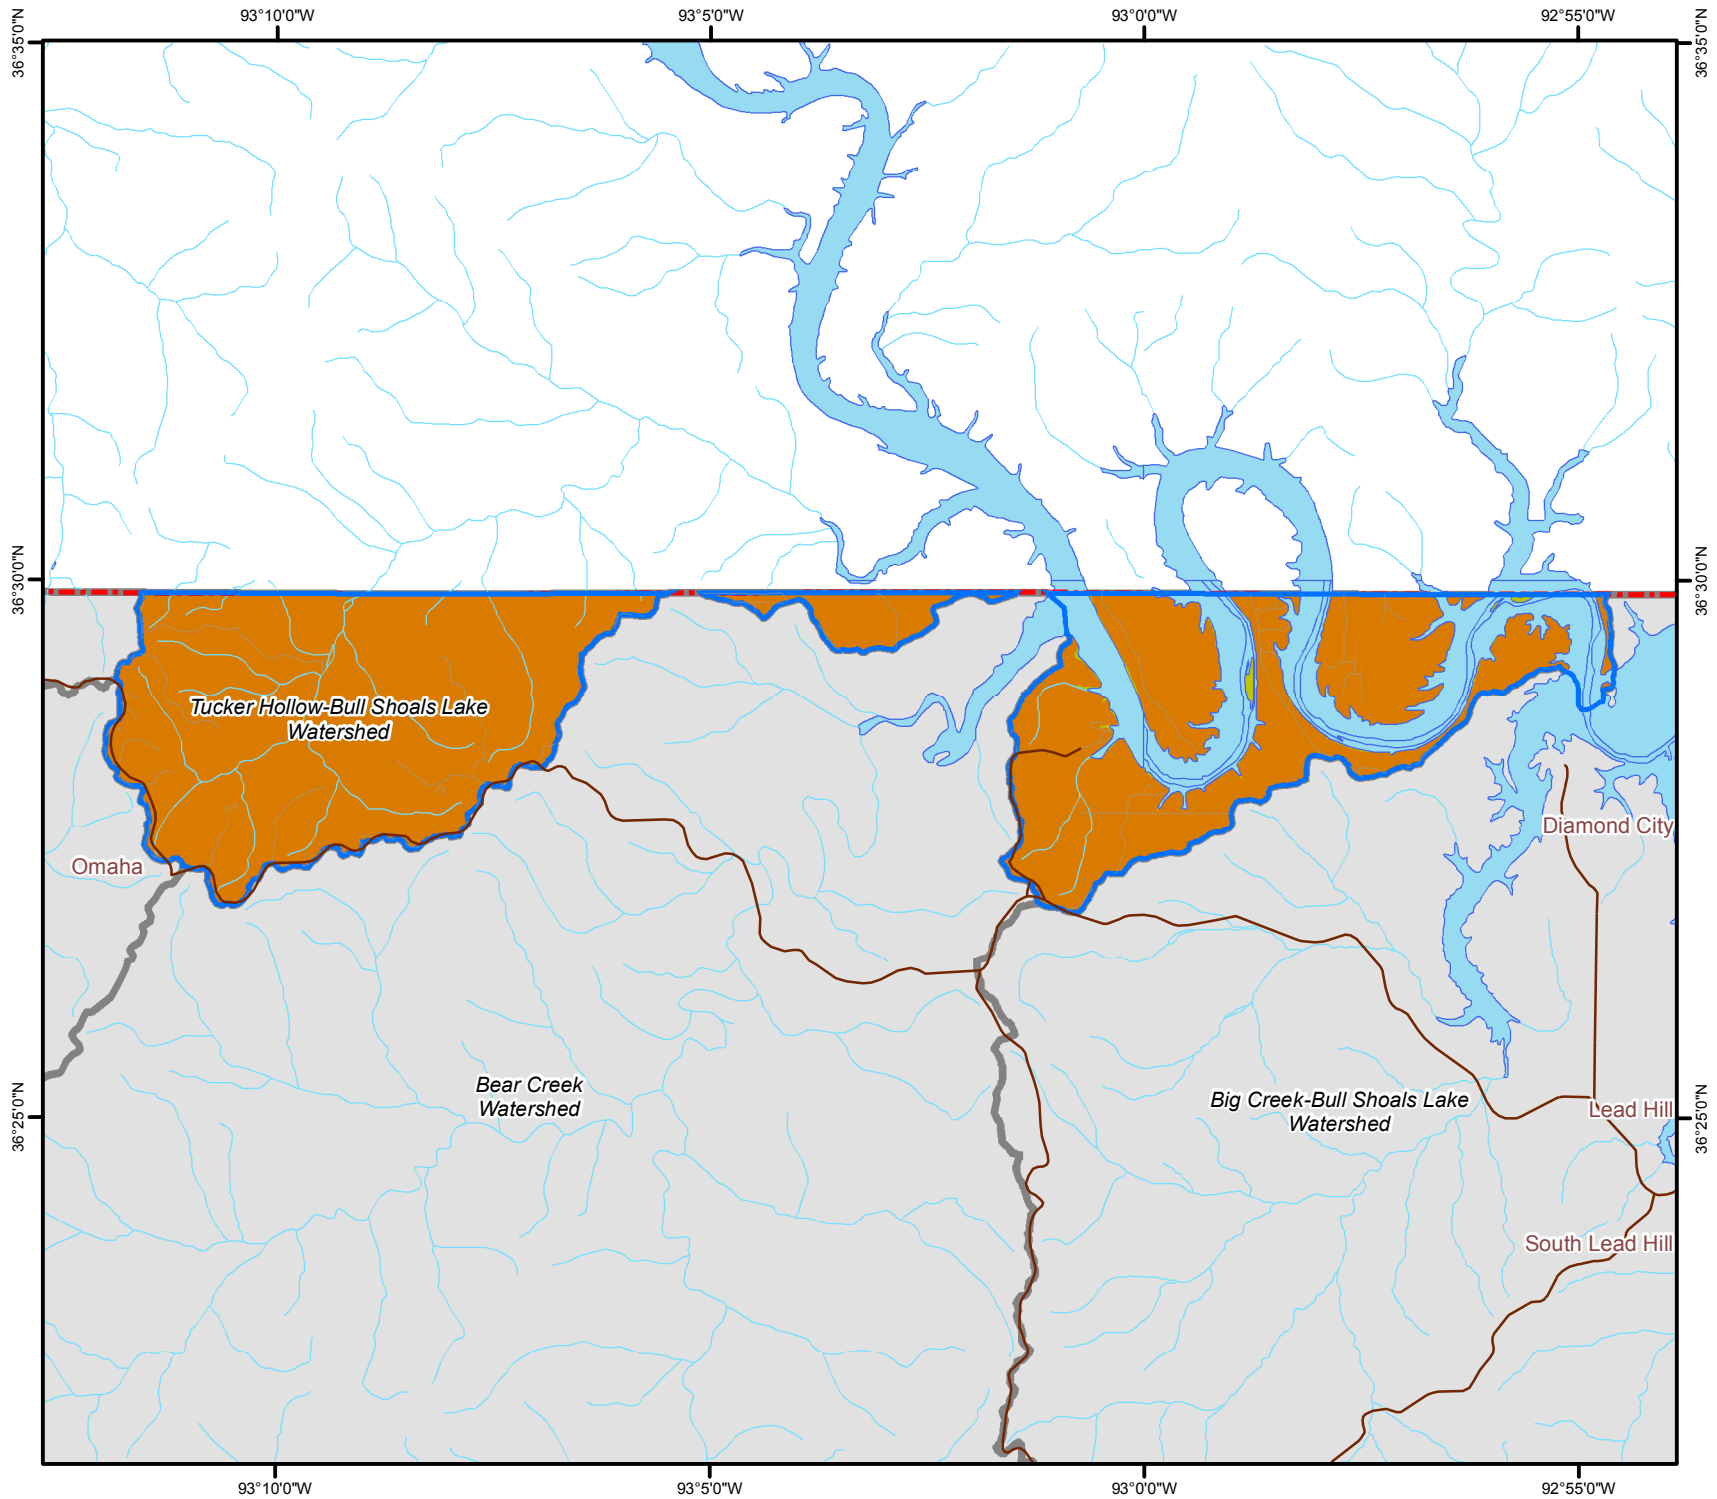 93°10'0"W
93°5'0"W
93°0'0"W
92°55'0"W
36°35'0"N
36°35'0"N
36°30'0"N
36°30'0"N
Tucker Hollow-Bull Shoals Lake
Watershed
Diamond City
Omaha
Bear Creek
Watershed
Big Creek-Bull Shoals Lake
Watershed
Lead Hill
36°25'0"N
36°25'0"N
South Lead Hill
93°10'0"W
93°5'0"W
93°0'0"W
92°55'0"W